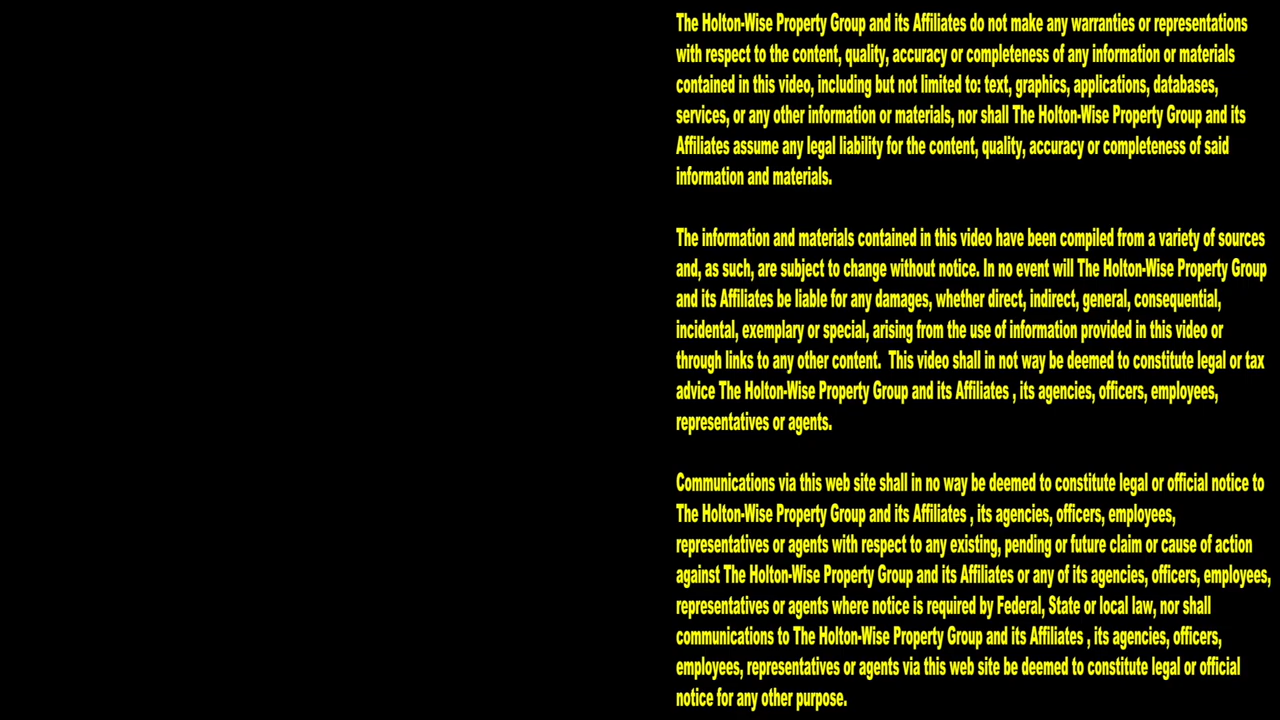 The Holton-Wise Property Group and its Affiliates do not make any warranties or representations
with respect to the content, quality, accuracy or completeness of any information or materials
contained in this video, including but not limited to: text, graphics, applications, databases,
services, or any other information or materials, nor shall The Holton-Wise Property Group and its
Affiliates assume any legal liability for the content, quality, accuracy or completeness of said
information and materials.
The information and materials contained in this video have been compiled from a variety of sources
and, as such, are subject to change without notice. In no event will The Holton-Wise Property Group
and its Affiliates be liable for any damages, whether direct, indirect, general, consequential,
incidental, exemplary or special, arising from the use of information provided in this video or
through links to any other content.  This video shall in not way be deemed to constitute legal or tax
advice The Holton-Wise Property Group and its Affiliates , its agencies, officers, employees,
representatives or agents.
Communications via this web site shall in no way be deemed to constitute legal or official notice to
The Holton-Wise Property Group and its Affiliates , its agencies, officers, employees,
representatives or agents with respect to any existing, pending or future claim or cause of action
against The Holton-Wise Property Group and its Affiliates or any of its agencies, officers, employees,
representatives or agents where notice is required by Federal, State or local law, nor shall
communications to The Holton-Wise Property Group and its Affiliates , its agencies, officers,
employees, representatives or agents via this web site be deemed to constitute legal or official
notice for any other purpose.